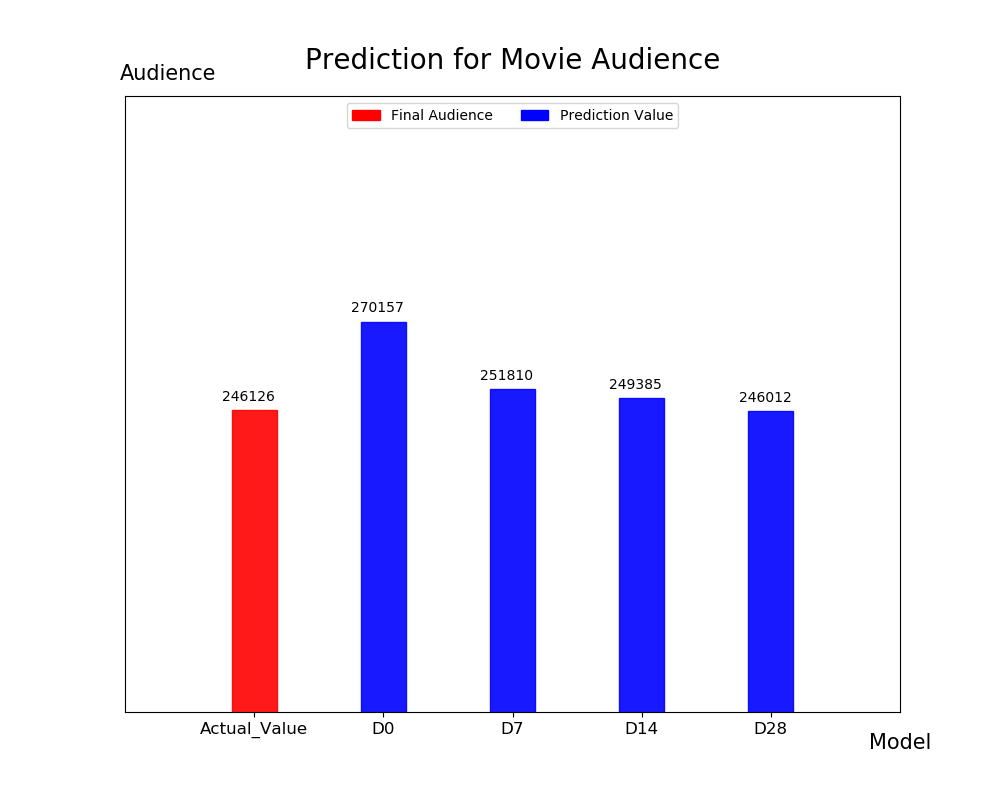 Prediction for Movie Audience
Audience
Final Audience
Prediction Value
270157
251810
249385
246126
246012
Actual_Value
D0
D7
D14
D28
Model